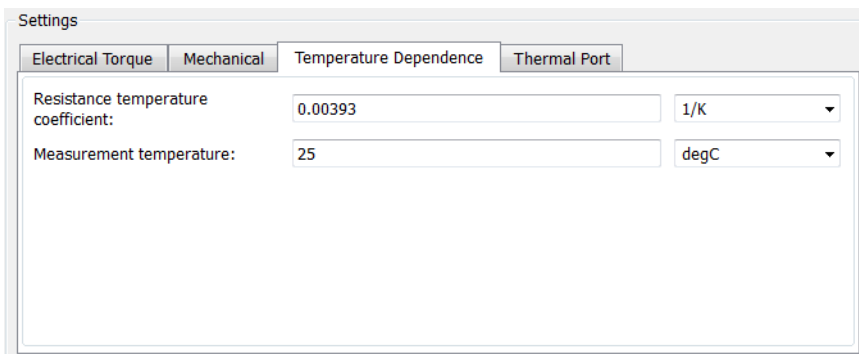 Settings
Electrical Torque Mechanical Temperature Dependence Thermal Port
Resistance temperature
coefficient:
0.00393 1/K
Measurement temperature: 25 degC